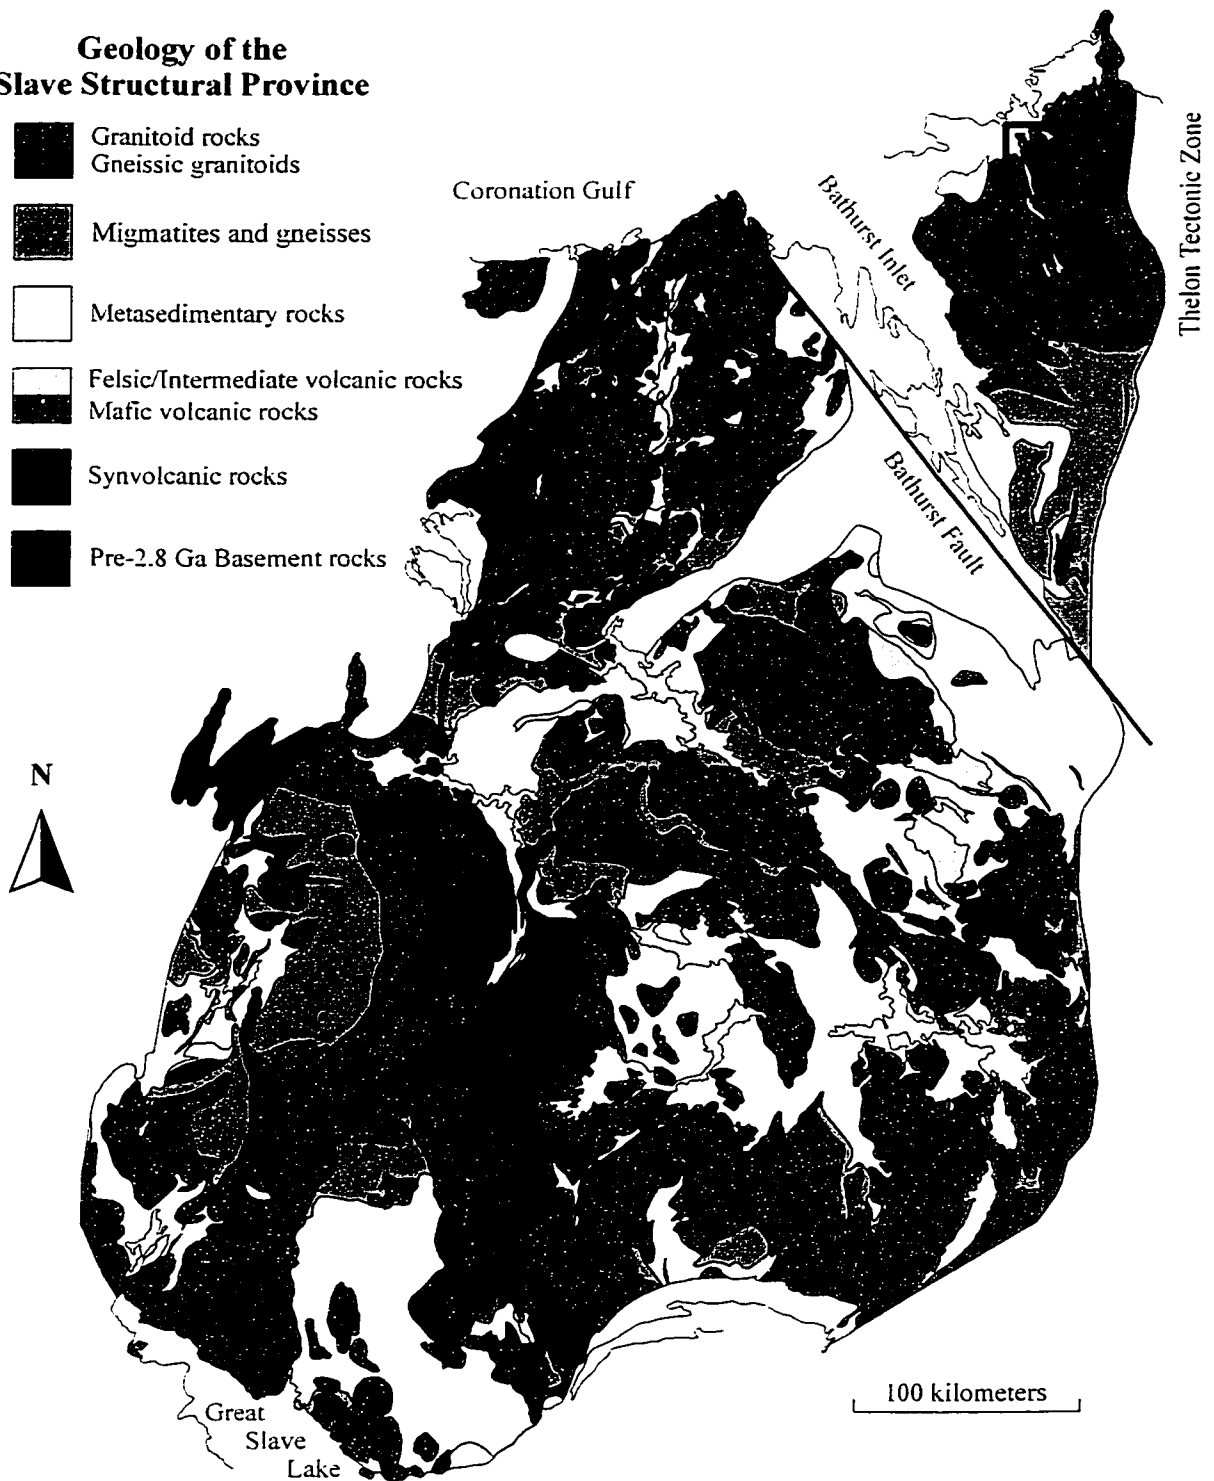 Geology of the
Slave Structural Province
Granitoid rocks
Gneissic granitoids
Migmatites and gneisses
Metasedimentary rocks
Felsic/Intermediate volcanic rocks
Mafic volcanic rocks
Synvolcanic rocks
Pre-2.8 Ga Basement rocks
Coronation Gulf
Bathurst Inlet
Thelon Tectonic Zone
Bathurst Fault
N
100 kilometers
Great
Slave
Lake